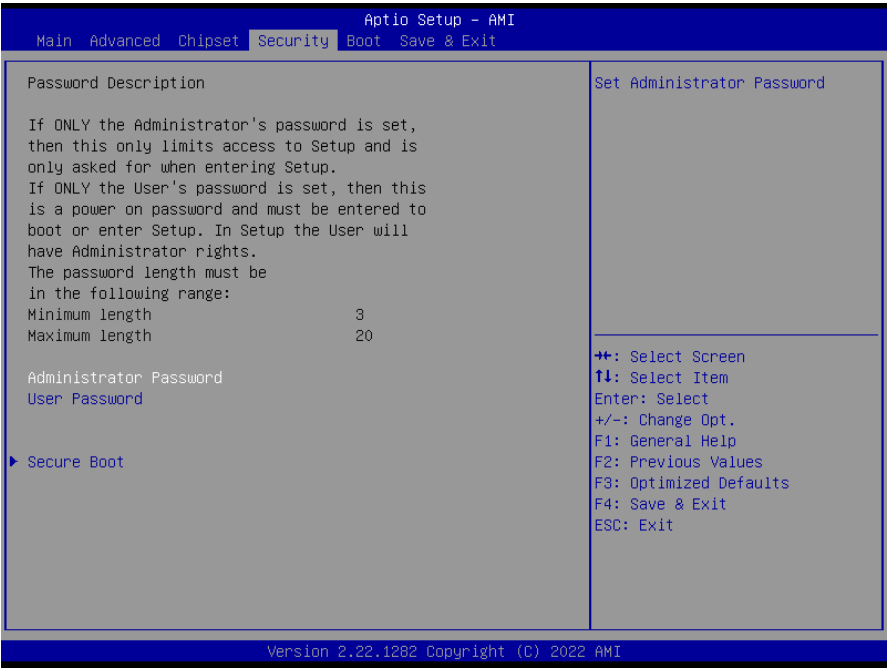 Aptio Setup – AMI
Main Advanced Chipset Security Boot Save & Exit
Password Description
If ONLY the Administrator's password is set,
then this only limits access to Setup and is
only asked for when entering Setup.
If ONLY the User's password is set, then this
is a power on password and must be entered to
boot or enter Setup. In Setup the User will
have Administrator rights.
The password length must be
in the following range:
Minimum length 3
Maximum length 20
Administrator Password
User Password
Secure Boot
Set Administrator Password
→←: Select Screen
↑↓: Select Item
Enter: Select
+/-: Change Opt.
F1: General Help
F2: Previous Values
F3: Optimized Defaults
F4: Save & Exit
ESC: Exit
Version 2.22.1282 Copyright (C) 2022 AMI